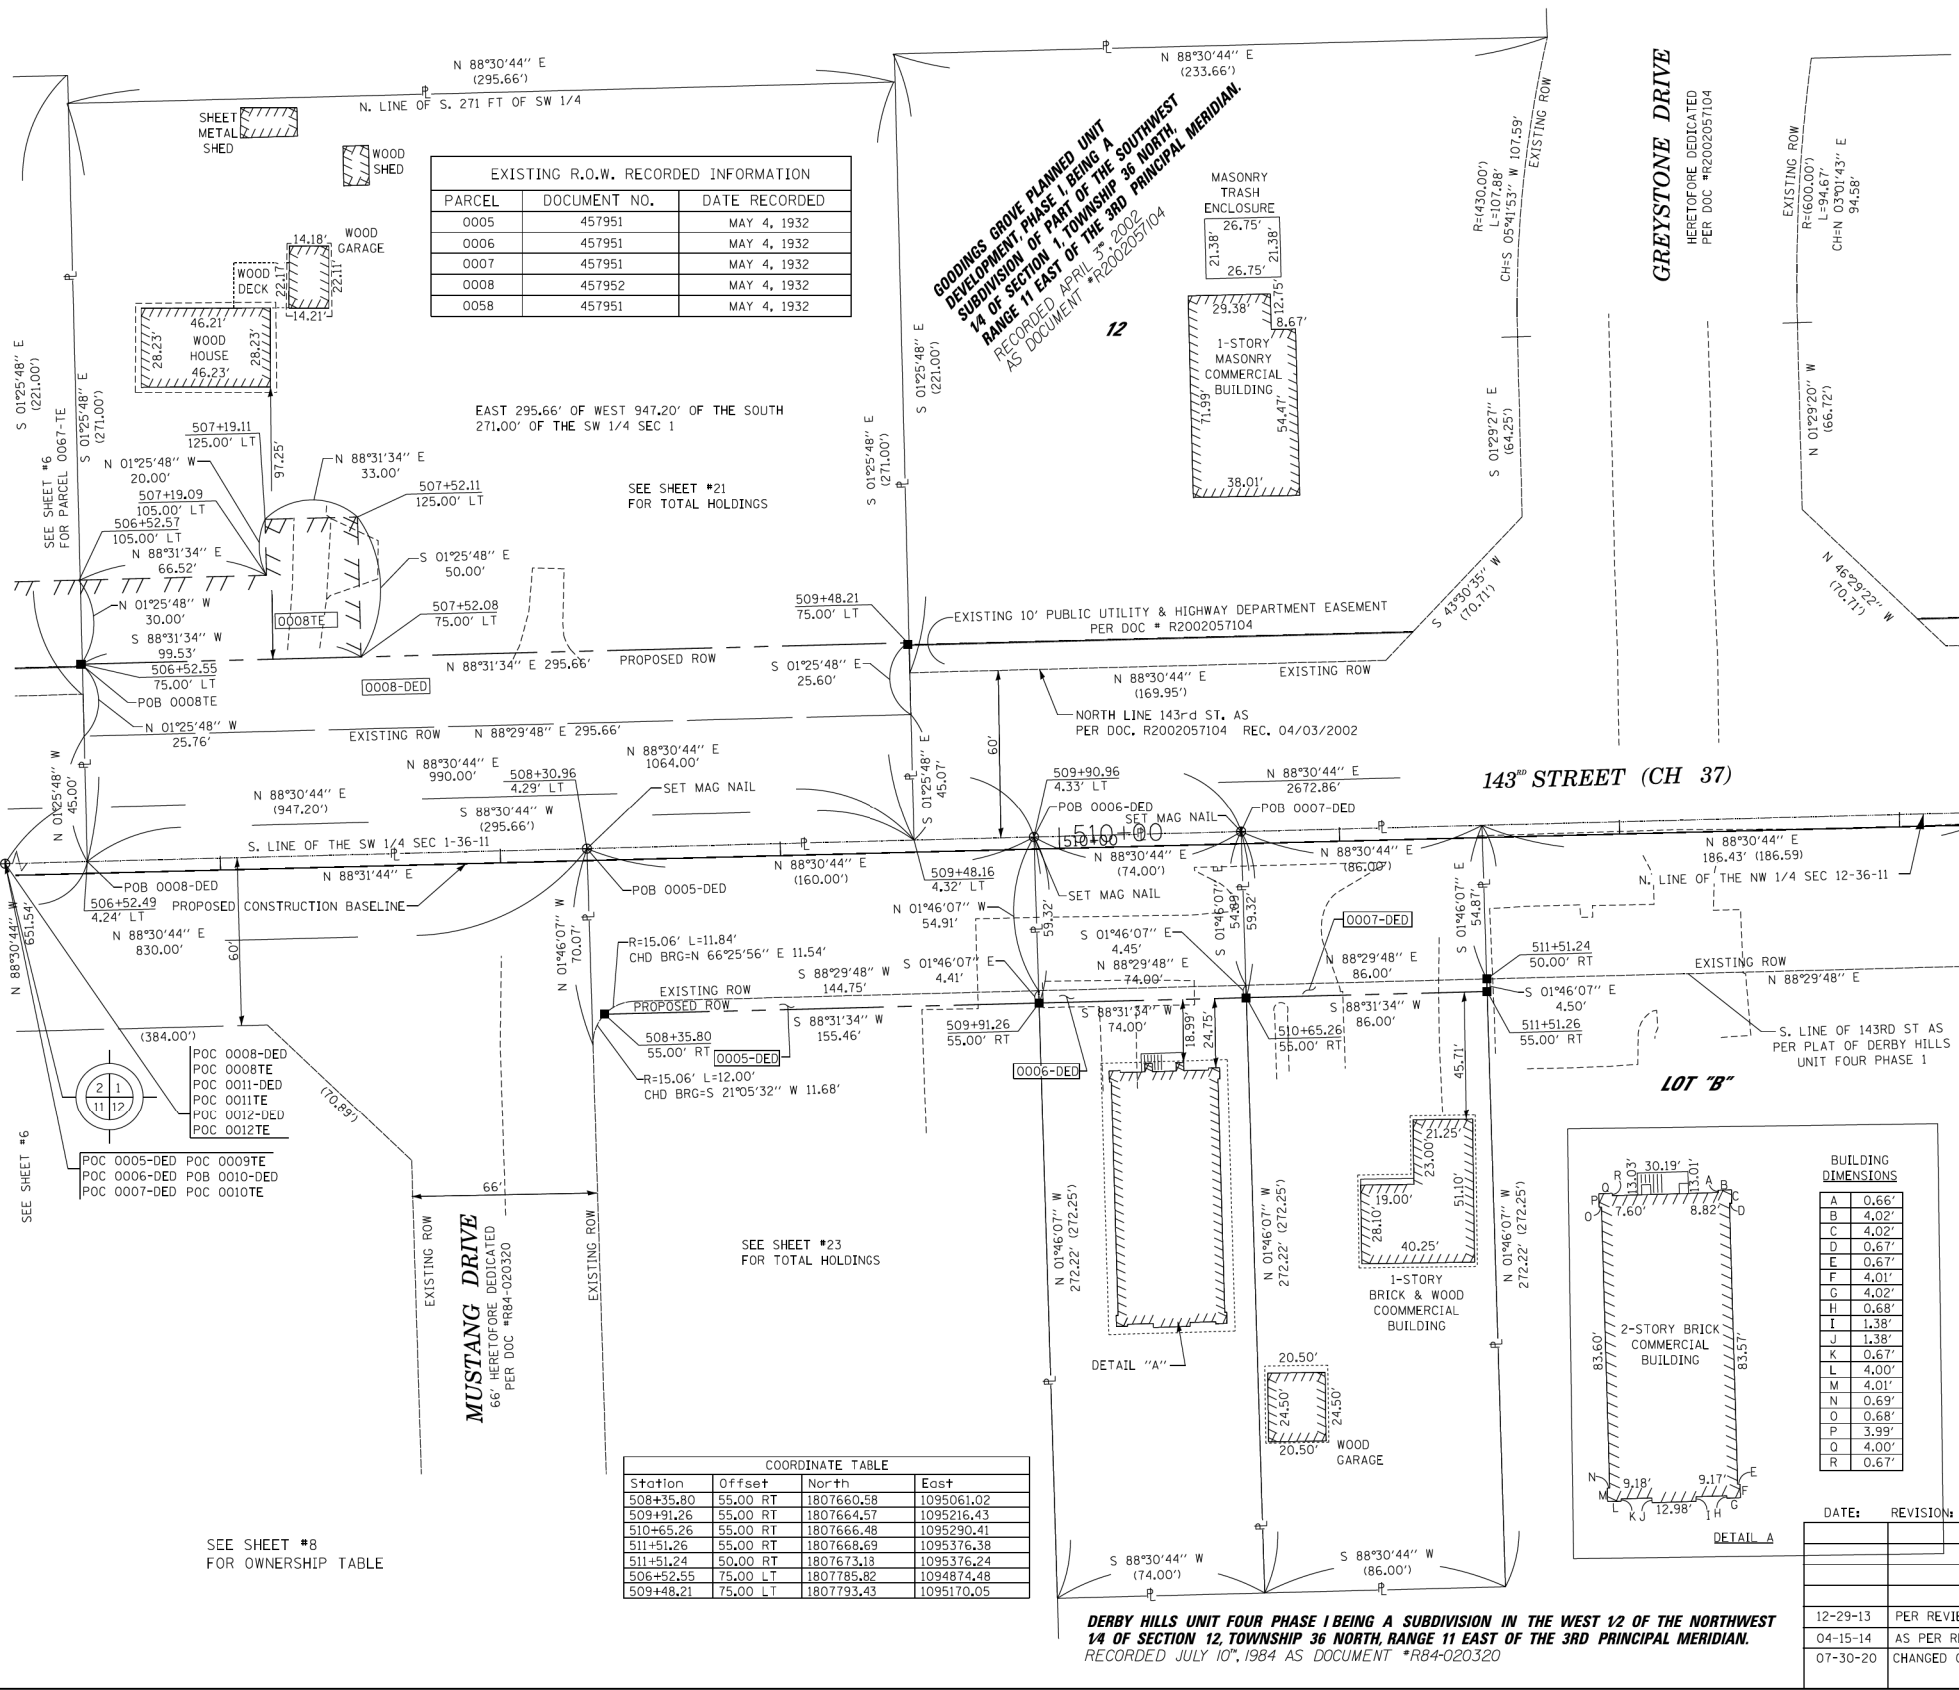 N 88°30'44'' E
(295.66')
N. LINE OF S. 271 FT OF SW 1/4
SHEET
METAL
SHED
WOOD
SHED
EXISTING R.O.W. RECORDED INFORMATION
PARCEL DOCUMENT NO. DATE RECORDED
0005 457951 MAY 4, 1932
0006 457951 MAY 4, 1932
0007 457951 MAY 4, 1932
0008 457952 MAY 4, 1932
0058 457951 MAY 4, 1932
N 88°30'44'' E
(233.66')
GOODINGS GROVE PLANNED UNIT
DEVELOPMENT, PHASE I, BEING A
SUBDIVISION OF PART OF THE SOUTHWEST
1/4 OF SECTION 1, TOWNSHIP 36 NORTH,
RANGE 11 EAST OF THE 3RD PRINCIPAL MERIDIAN.
RECORDED APRIL 3RD, 2002
AS DOCUMENT #R2002057104
12
MASONRY
TRASH
ENCLOSURE
26.75'
21.38'
21.38'
26.75'
29.38'
12.75'
8.67'
1-STORY
MASONRY
COMMERCIAL
BUILDING
71.99'
54.47'
38.01'
R=(430.00')
L=107.88'
CH=S 05°41'53'' W 107.59'
EXISTING ROW
GREYSTONE DRIVE
HERETOFORE DEDICATED
PER DOC #R2002057104
EXISTING ROW
R=(600.00')
L=94.67'
CH=N 03°01'43'' E
94.58'
S 01°29'27'' E
(64.25')
N 01°29'20'' W
(66.72')
S 43°30'35'' W
(70.71')
N 46°29'22'' W
(70.71')
WOOD
GARAGE
14.18'
22.17'
22.11'
14.21'
WOOD
DECK
46.21'
WOOD
HOUSE
28.23'
28.23'
46.23'
S 01°25'48'' E
(221.00')
S 01°25'48'' E
(271.00')
SEE SHEET #6
FOR PARCEL 0067-TE
EAST 295.66' OF WEST 947.20' OF THE SOUTH
271.00' OF THE SW 1/4 SEC 1
SEE SHEET #21
FOR TOTAL HOLDINGS
S 01°25'48'' E
(221.00')
S 01°25'48'' E
(271.00')
507+19.11
125.00' LT
97.25'
N 01°25'48'' W
20.00'
N 88°31'34'' E
33.00'
507+19.09
105.00' LT
507+52.11
125.00' LT
506+52.57
105.00' LT
N 88°31'34'' E
66.52'
S 01°25'48'' E
50.00'
N 01°25'48'' W
30.00'
0008TE
507+52.08
75.00' LT
S 88°31'34'' W
99.53'
506+52.55
75.00' LT
POB 0008TE
0008-DED
N 88°31'34'' E 295.66'
PROPOSED ROW
N 01°25'48'' W
25.76'
EXISTING ROW N 88°29'48'' E 295.66'
509+48.21
75.00' LT
S 01°25'48'' E
25.60'
EXISTING 10' PUBLIC UTILITY & HIGHWAY DEPARTMENT EASEMENT
PER DOC # R2002057104
N 88°30'44'' E
(169.95')
EXISTING ROW
NORTH LINE 143rd ST. AS
PER DOC. R2002057104 REC. 04/03/2002
60'
N 01°25'48'' W
45.00'
N 88°30'44'' E
(947.20')
N 88°30'44'' E
990.00'
N 88°30'44'' E
1064.00'
508+30.96
4.29' LT
SET MAG NAIL
S 88°30'44'' W
(295.66')
S 01°25'48'' E
45.07'
509+90.96
4.33' LT
POB 0006-DED
SET MAG NAIL
N 88°30'44'' E
2672.86'
POB 0007-DED
143RD STREET (CH 37)
S. LINE OF THE SW 1/4 SEC 1-36-11
N 88°31'44'' E
N 88°30'44'' E
(160.00')
510+00
510+00
N 88°30'44'' E
(74.00')
N 88°30'44'' E
(86.00')
N 88°30'44'' E
186.43' (186.59)
N. LINE OF THE NW 1/4 SEC 12-36-11
POB 0008-DED
506+52.49
4.24' LT
PROPOSED CONSTRUCTION BASELINE
POB 0005-DED
509+48.16
4.32' LT
SET MAG NAIL
N 88°30'44'' W
651.54'
N 88°30'44'' E
830.00'
60'
N 01°46'07'' W
70.07'
R=15.06' L=11.84'
CHD BRG=N 66°25'56'' E 11.54'
N 01°46'07'' W
54.91'
59.32'
S 01°46'07'' E
54.89'
59.32'
S 01°46'07'' E
4.45'
0007-DED
S 01°46'07'' E
54.87'
511+51.24
50.00' RT
EXISTING ROW
N 88°29'48'' E
S 01°46'07'' E
4.41'
N 88°29'48'' E
74.00'
N 88°29'48'' E
86.00'
S 88°29'48'' W
144.75'
EXISTING ROW
PROPOSED ROW
S 88°31'34'' W
155.46'
S 88°31'34'' W
74.00'
S 88°31'34'' W
86.00'
S 01°46'07'' E
4.50'
511+51.26
55.00' RT
S. LINE OF 143RD ST AS
PER PLAT OF DERBY HILLS
UNIT FOUR PHASE 1
LOT "B"
508+35.80
55.00' RT
0005-DED
509+91.26
55.00' RT
0006-DED
18.99'
24.75'
510+65.26
55.00' RT
45.71'
R=15.06' L=12.00'
CHD BRG=S 21°05'32'' W 11.68'
(384.00')
(70.89')
2 1
11 12
POC 0008-DED
POC 0008TE
POC 0011-DED
POC 0011TE
POC 0012-DED
POC 0012TE
POC 0005-DED POC 0009TE
POC 0006-DED POB 0010-DED
POC 0007-DED POC 0010TE
SEE SHEET #6
66'
EXISTING ROW
MUSTANG DRIVE
66' HERETOFORE DEDICATED
PER DOC #R84-020320
EXISTING ROW
SEE SHEET #23
FOR TOTAL HOLDINGS
N 01°46'07'' W
272.22' (272.25')
N 01°46'07'' W
272.22' (272.25')
N 01°46'07'' W
272.22' (272.25')
21.25'
23.00'
19.00'
51.10'
28.10'
40.25'
1-STORY
BRICK & WOOD
COOMMERCIAL
BUILDING
DETAIL "A"
20.50'
24.50'
24.50'
20.50'
WOOD
GARAGE
13.03'
30.19'
13.01'
R
Q
P
O
A
B
C
D
7.60'
8.82'
2-STORY BRICK
COMMERCIAL
BUILDING
83.60'
83.57'
N
M
L
K J
I H
G
F
E
9.18'
12.98'
9.17'
DETAIL A
BUILDING
DIMENSIONS
A 0.66'
B 4.02'
C 4.02'
D 0.67'
E 0.67'
F 4.01'
G 4.02'
H 0.68'
I 1.38'
J 1.38'
K 0.67'
L 4.00'
M 4.01'
N 0.69'
O 0.68'
P 3.99'
Q 4.00'
R 0.67'
COORDINATE TABLE
Station Offset North East
508+35.80 55.00 RT 1807660.58 1095061.02
509+91.26 55.00 RT 1807664.57 1095216.43
510+65.26 55.00 RT 1807666.48 1095290.41
511+51.26 55.00 RT 1807668.69 1095376.38
511+51.24 50.00 RT 1807673.18 1095376.24
506+52.55 75.00 LT 1807785.82 1094874.48
509+48.21 75.00 LT 1807793.43 1095170.05
SEE SHEET #8
FOR OWNERSHIP TABLE
S 88°30'44'' W
(74.00')
S 88°30'44'' W
(86.00')
DERBY HILLS UNIT FOUR PHASE I BEING A SUBDIVISION IN THE WEST 1/2 OF THE NORTHWEST
1/4 OF SECTION 12, TOWNSHIP 36 NORTH, RANGE 11 EAST OF THE 3RD PRINCIPAL MERIDIAN.
RECORDED JULY 10TH, 1984 AS DOCUMENT #R84-020320
DATE: REVISION:
12-29-13 PER REVIE
04-15-14 AS PER R
07-30-20 CHANGED